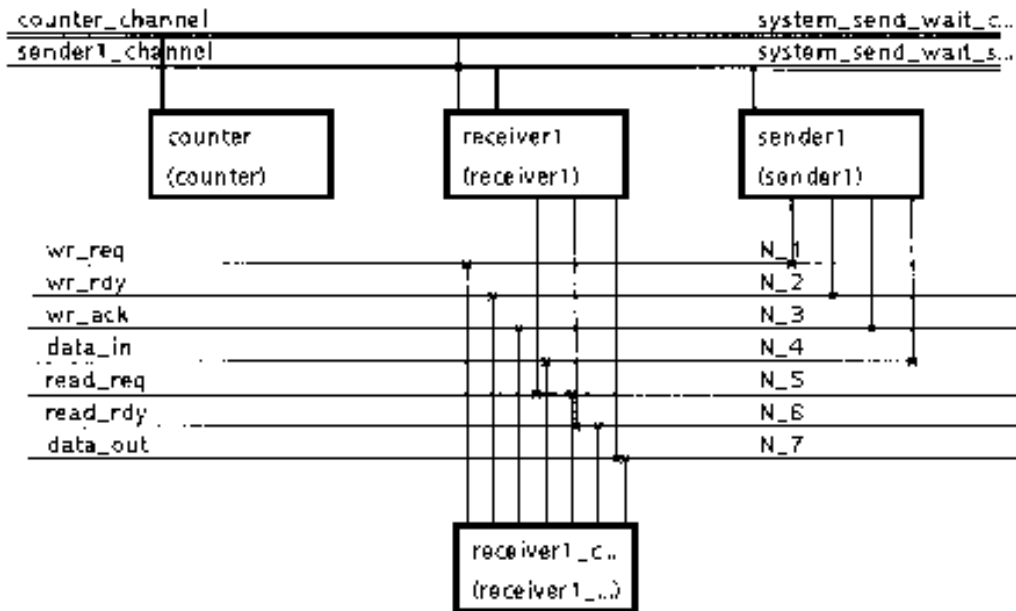 counter_channel system_send_wait_c...
sender1_channel system_send_wait_s...
counter receiver1 sender1
(counter) (receiver1) (sender1)
wr_req N_1
wr_rdy N_2
wr_ack N_3
data_in N_4
read_req N_5
read_rdy N_6
data_out N_7
receiver1_c...
(receiver1_...)